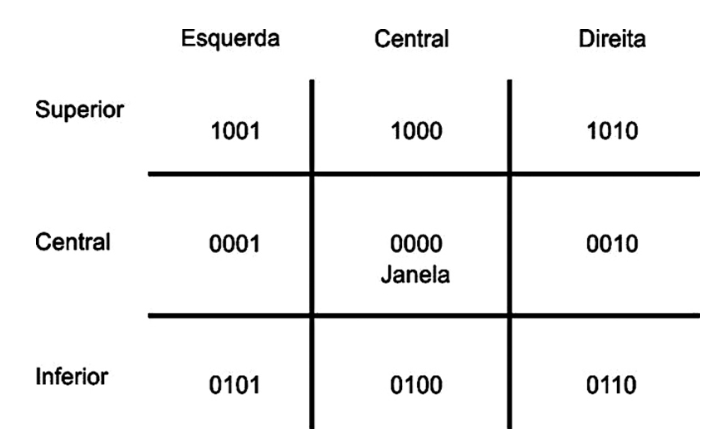 Esquerda Central Direita
Superior 1001 1000 1010
Central 0001 0000 0010
Janela
Inferior 0101 0100 0110